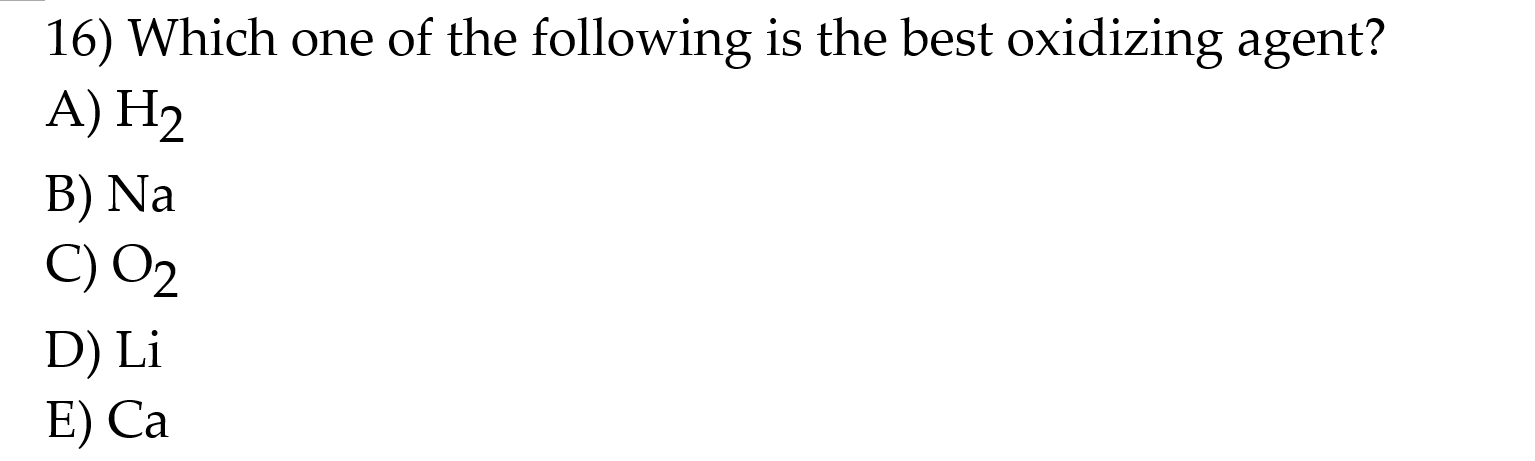 16) Which one of the following is the best oxidizing agent?
A) H2
B) Na
C) O2
D) Li
E) Ca